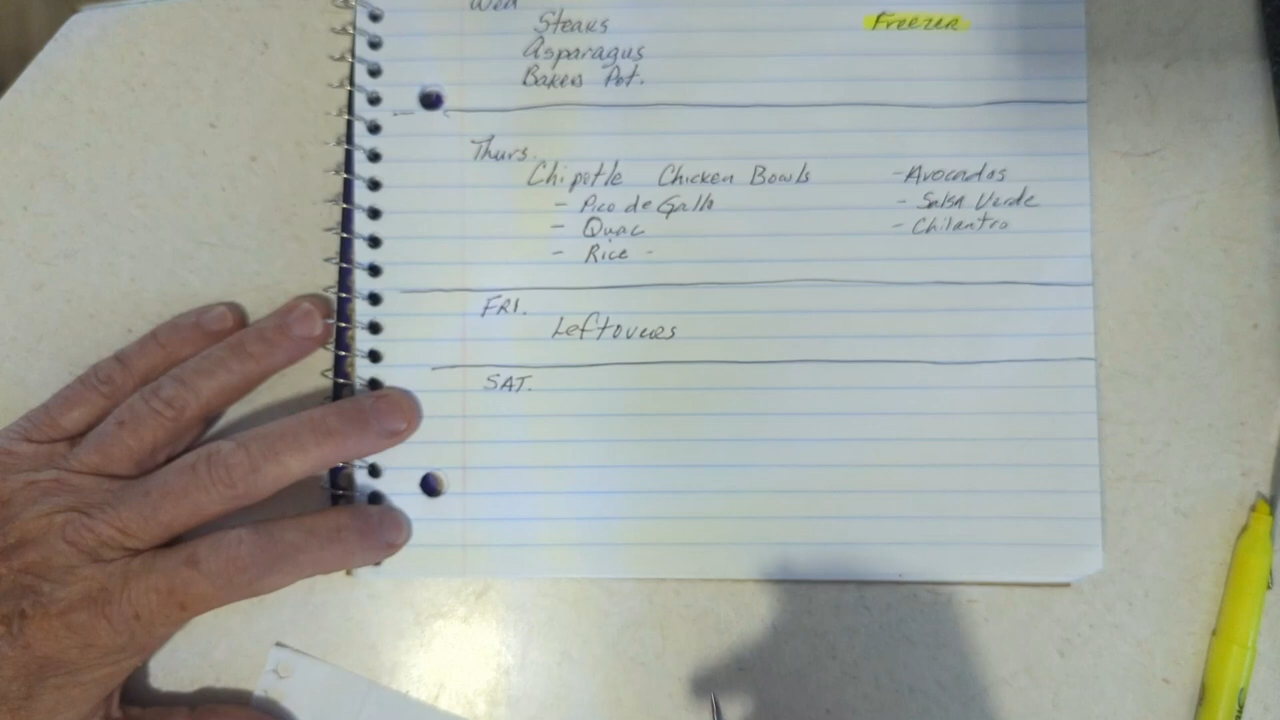 Wed
Steaks Freezer
Asparagus
Baked Pot.
Thurs.
Chipotle Chicken Bowls - Avocados
- Pico de Gallo - Salsa Verde
- Quac - Chilantro
- Rice -
FRI.
Leftovers
SAT.